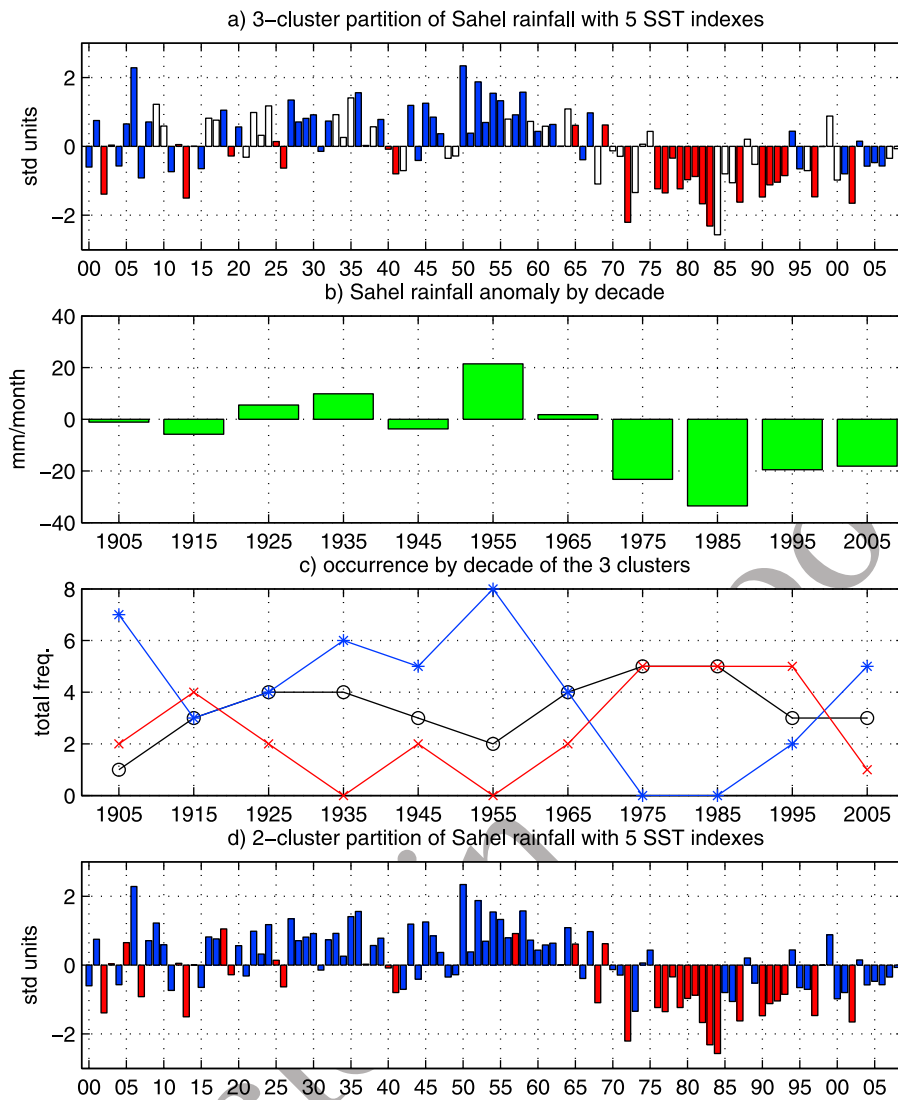 a) 3−cluster partition of Sahel rainfall with 5 SST indexes
std units
2
0
−2
00 05 10 15 20 25 30 35 40 45 50 55 60 65 70 75 80 85 90 95 00 05
b) Sahel rainfall anomaly by decade
mm/month
40
20
0
−20
−40
1905 1915 1925 1935 1945 1955 1965 1975 1985 1995 2005
c) occurrence by decade of the 3 clusters
total freq.
8
6
4
2
0
1905 1915 1925 1935 1945 1955 1965 1975 1985 1995 2005
d) 2−cluster partition of Sahel rainfall with 5 SST indexes
std units
2
0
−2
00 05 10 15 20 25 30 35 40 45 50 55 60 65 70 75 80 85 90 95 00 05